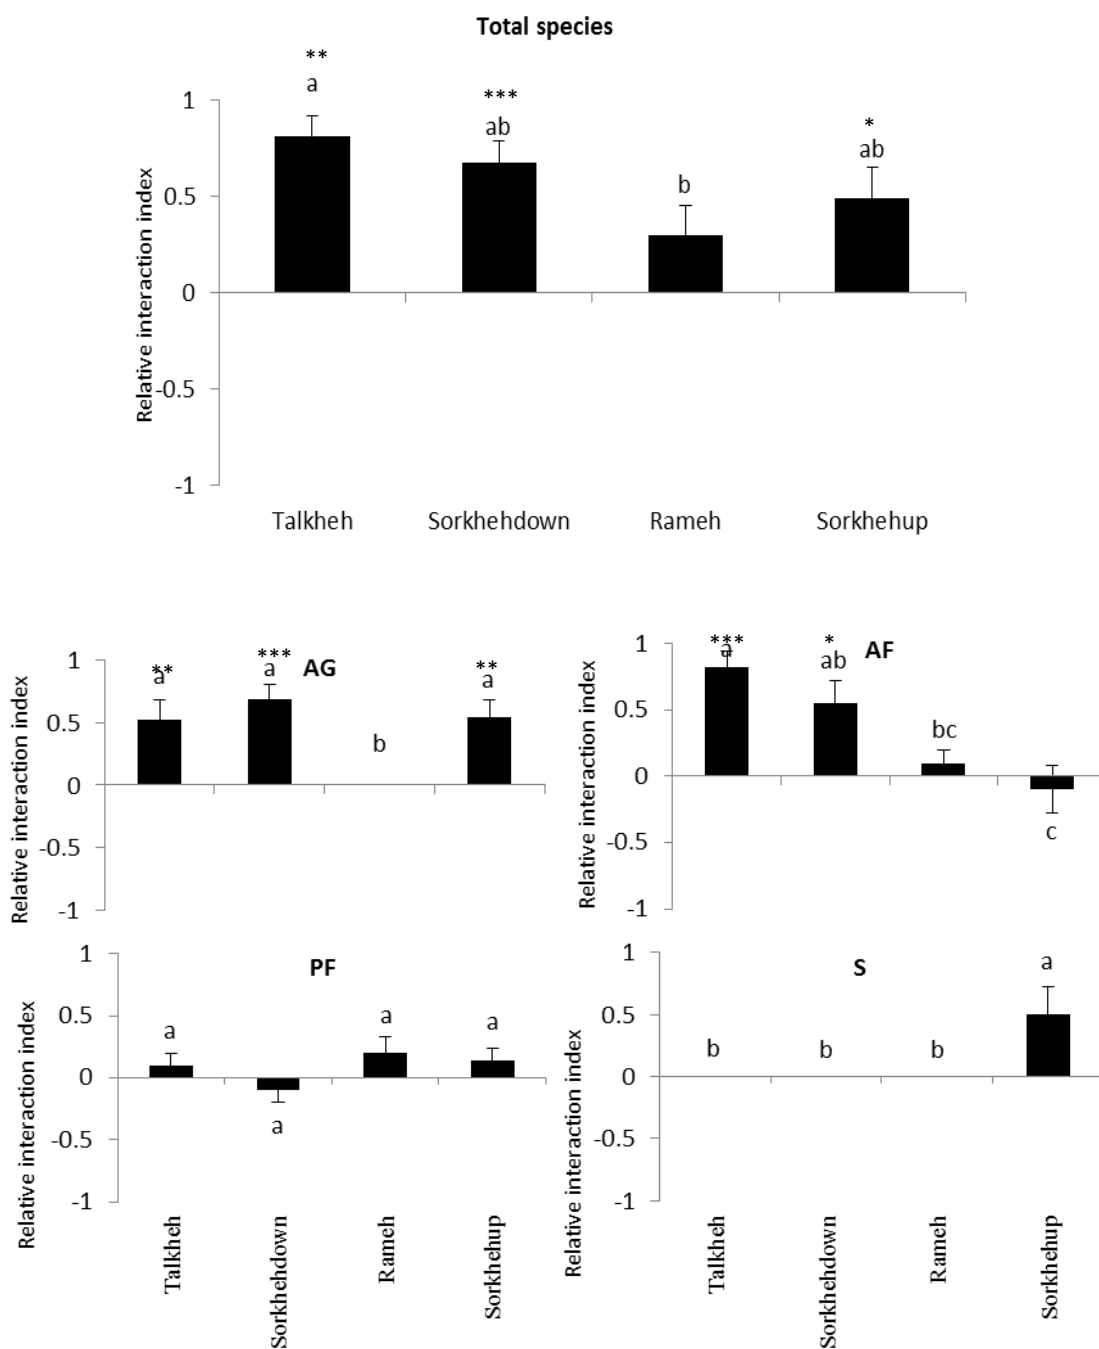 Total species
**
a
***
ab
b
*
ab
Relative interaction index
1
0.5
0
-0.5
-1
Talkheh Sorkhehdown Rameh Sorkhehup
AG
Relative interaction index
1
0.5
0
-0.5
-1
**
a
***
a
b
**
a
AF
Relative interaction index
1
0.5
0
-0.5
-1
***
a
*
ab
bc
c
PF
Relative interaction index
1
0.5
0
-0.5
-1
a
a
a
a
Talkheh
Sorkhehdown
Rameh
Sorkhehup
S
Relative interaction index
1
0.5
0
-0.5
-1
b
b
b
a
Talkheh
Sorkhehdown
Rameh
Sorkhehup